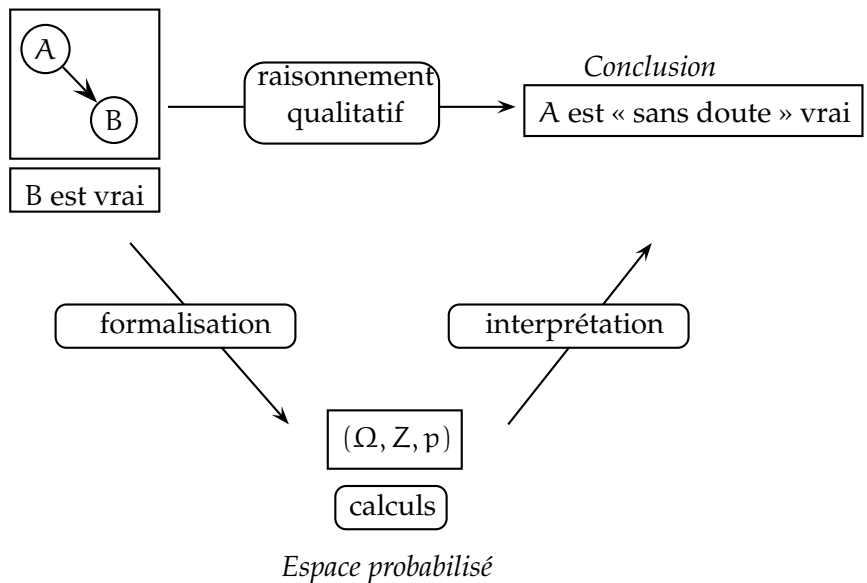 A
B
B est vrai
raisonnement
qualitatif
Conclusion
A est « sans doute » vrai
formalisation
interprétation
(Ω, Z, p)
calculs
Espace probabilisé